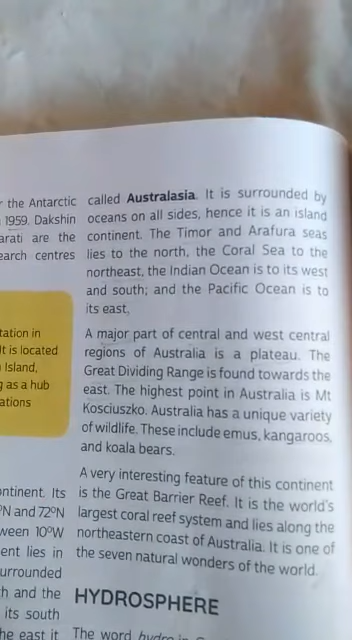 the Antarctic
1959. Dakshin
are the
centres
tation in
It is located
Island,
g as a hub
ations
ontinent. Its
°N and 72°N
ween 10°W
ent lies in
urrounded
h and the
its south
he east it
called Australasia. It is surrounded by
oceans on all sides, hence it is an island
continent. The Timor and Arafura seas
lies to the north, the Coral Sea to the
northeast, the Indian Ocean is to its west
and south; and the Pacific Ocean is to
its east,
A major part of central and west central
regions of Australia is a plateau. The
Great Dividing Range is found towards the
east. The highest point in Australia is Mt
Kosciuszko. Australia has a unique variety
of wildlife. These include emus, kangaroos,
and koala bears.
A very interesting feature of this continent
is the Great Barrier Reef. It is the world's
largest coral reef system and lies along the
northeastern coast of Australia. It is one of
the seven natural wonders of the world.
HYDROSPHERE
The word hydro in